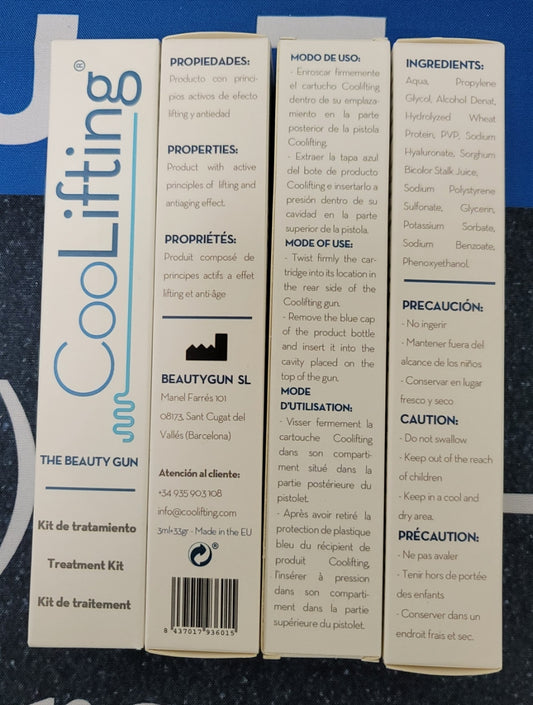 CooLifting®
THE BEAUTY GUN
Kit de tratamiento
Treatment Kit
Kit de traitement
PROPIEDADES:
Producto con princi-
pios activos de efecto
lifting y antiedad
PROPERTIES:
Product with active
principles of lifting and
antiaging effect.
PROPRIÉTÉS:
Produit composé de
principes actifs a effet
lifting et anti-âge
BEAUTYGUN SL
Manel Farrés 101
08173, Sant Cugat del
Vallés (Barcelona)
Atención al cliente:
+34 935 903 108
info@coolifting.com
3ml+33gr - Made in the EU
®
8 437017 936015
MODO DE USO:
- Enroscar firmemente
el cartucho Coolifting
dentro de su emplaza-
miento en la parte
posterior de la pistola
Coolifting.
- Extraer la tapa azul
del bote de producto
Coolifting e insertarlo a
presión dentro de su
cavidad en la parte
superior de la pistola.
MODE OF USE:
- Twist firmly the car-
tridge into its location in
the rear side of the
Coolifting gun.
- Remove the blue cap
of the product bottle
and insert it into the
cavity placed on the
top of the gun.
MODE
D'UTILISATION:
- Visser fermement la
cartouche Coolifting
dans son comparti-
ment situé dans la
partie postérieure du
pistolet.
- Après avoir retiré la
protection de plastique
bleu du récipient de
produit Coolifting,
l'insérer à pression
dans son comparti-
ment dans la partie
supérieure du pistolet.
INGREDIENTS:
Aqua, Propylene
Glycol, Alcohol Denat,
Hydrolyzed Wheat
Protein, PVP, Sodium
Hyaluronate, Sorghum
Bicolor Stalk Juice,
Sodium Polystyrene
Sulfonate, Glycerin,
Potassium Sorbate,
Sodium Benzoate,
Phenoxyethanol.
PRECAUCIÓN:
- No ingerir
- Mantener fuera del
alcance de los niños
- Conservar en lugar
fresco y seco
CAUTION:
- Do not swallow
- Keep out of the reach
of children
- Keep in a cool and
dry area.
PRÉCAUTION:
- Ne pas avaler
- Tenir hors de portée
des enfants
- Conserver dans un
endroit frais et sec.